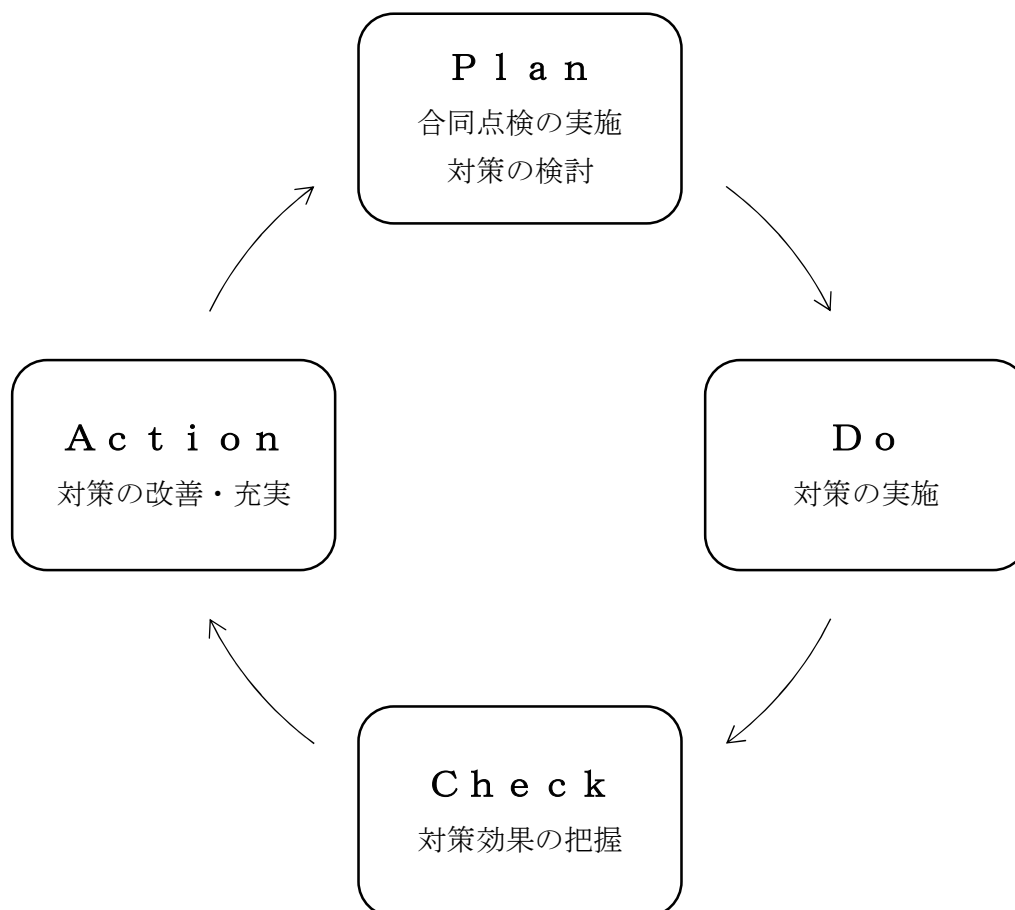 Ｐｌａｎ
合同点検の実施
対策の検討
Ｄｏ
対策の実施
Ｃｈｅｃｋ
対策効果の把握
Ａｃｔｉｏｎ
対策の改善・充実